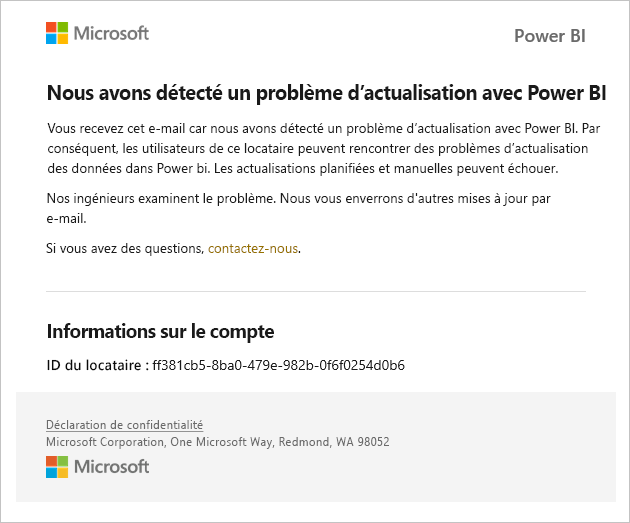 Microsoft
Power BI
Nous avons détecté un problème d’actualisation avec Power BI
Vous recevez cet e-mail car nous avons détecté un problème d’actualisation avec Power BI. Par
conséquent, les utilisateurs de ce locataire peuvent rencontrer des problèmes d’actualisation
des données dans Power bi. Les actualisations planifiées et manuelles peuvent échouer.
Nos ingénieurs examinent le problème. Nous vous enverrons d'autres mises à jour par
e-mail.
Si vous avez des questions, contactez-nous.
Informations sur le compte
ID du locataire : ff381cb5-8ba0-479e-982b-0f6f0254d0b6
Déclaration de confidentialité
Microsoft Corporation, One Microsoft Way, Redmond, WA 98052
Microsoft